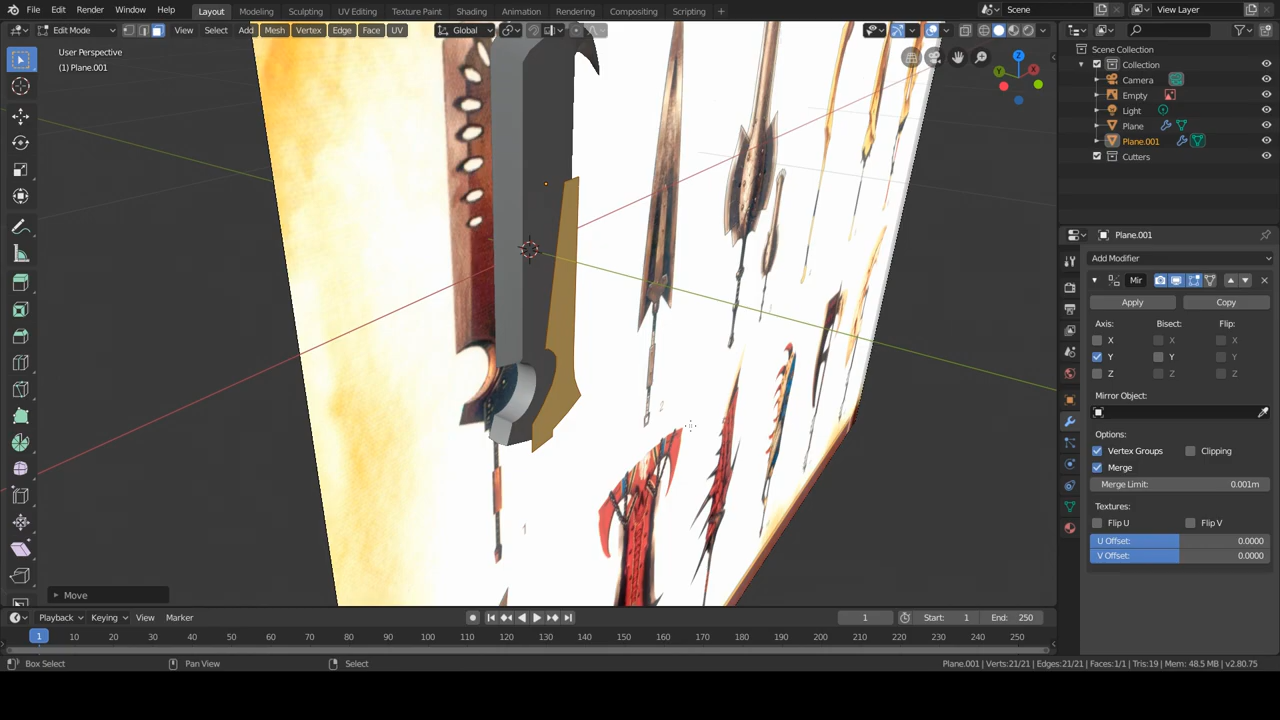 File Edit Render Window Help Layout Modeling Sculpting UV Editing Texture Paint Shading Animation Rendering Compositing Scripting + Scene View Layer
Edit Mode View Select Add Mesh Vertex Edge Face UV Global
User Perspective
(1) Plane.001
Scene Collection
Collection
Camera
Empty
Light
Plane
Plane.001
Cutters
Plane.001
Add Modifier
Mir
Apply Copy
Axis: Bisect: Flip:
X X X
Y Y Y
Z Z Z
Mirror Object:
Options:
Vertex Groups Clipping
Merge
Merge Limit: 0.001m
Textures:
Flip U Flip V
U Offset: 0.0000
V Offset: 0.0000
Move
Playback Keying View Marker 1 Start: 1 End: 250
1 10 20 30 40 50 60 70 80 90 100 110 120 130 140 150 160 170 180 190 200 210 220 230 240 250
Box Select Pan View Select Plane.001 | Verts:21/21 | Edges:21/21 | Faces:1/1 | Tris:19 | Mem: 48.5 MB | v2.80.75